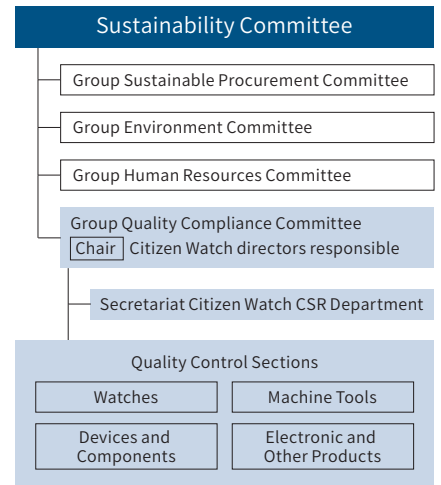 Sustainability Committee
Group Sustainable Procurement Committee
Group Environment Committee
Group Human Resources Committee
Group Quality Compliance Committee
Chair Citizen Watch directors responsible
Secretariat Citizen Watch CSR Department
Quality Control Sections
Watches
Machine Tools
Devices and
Components
Electronic and
Other Products